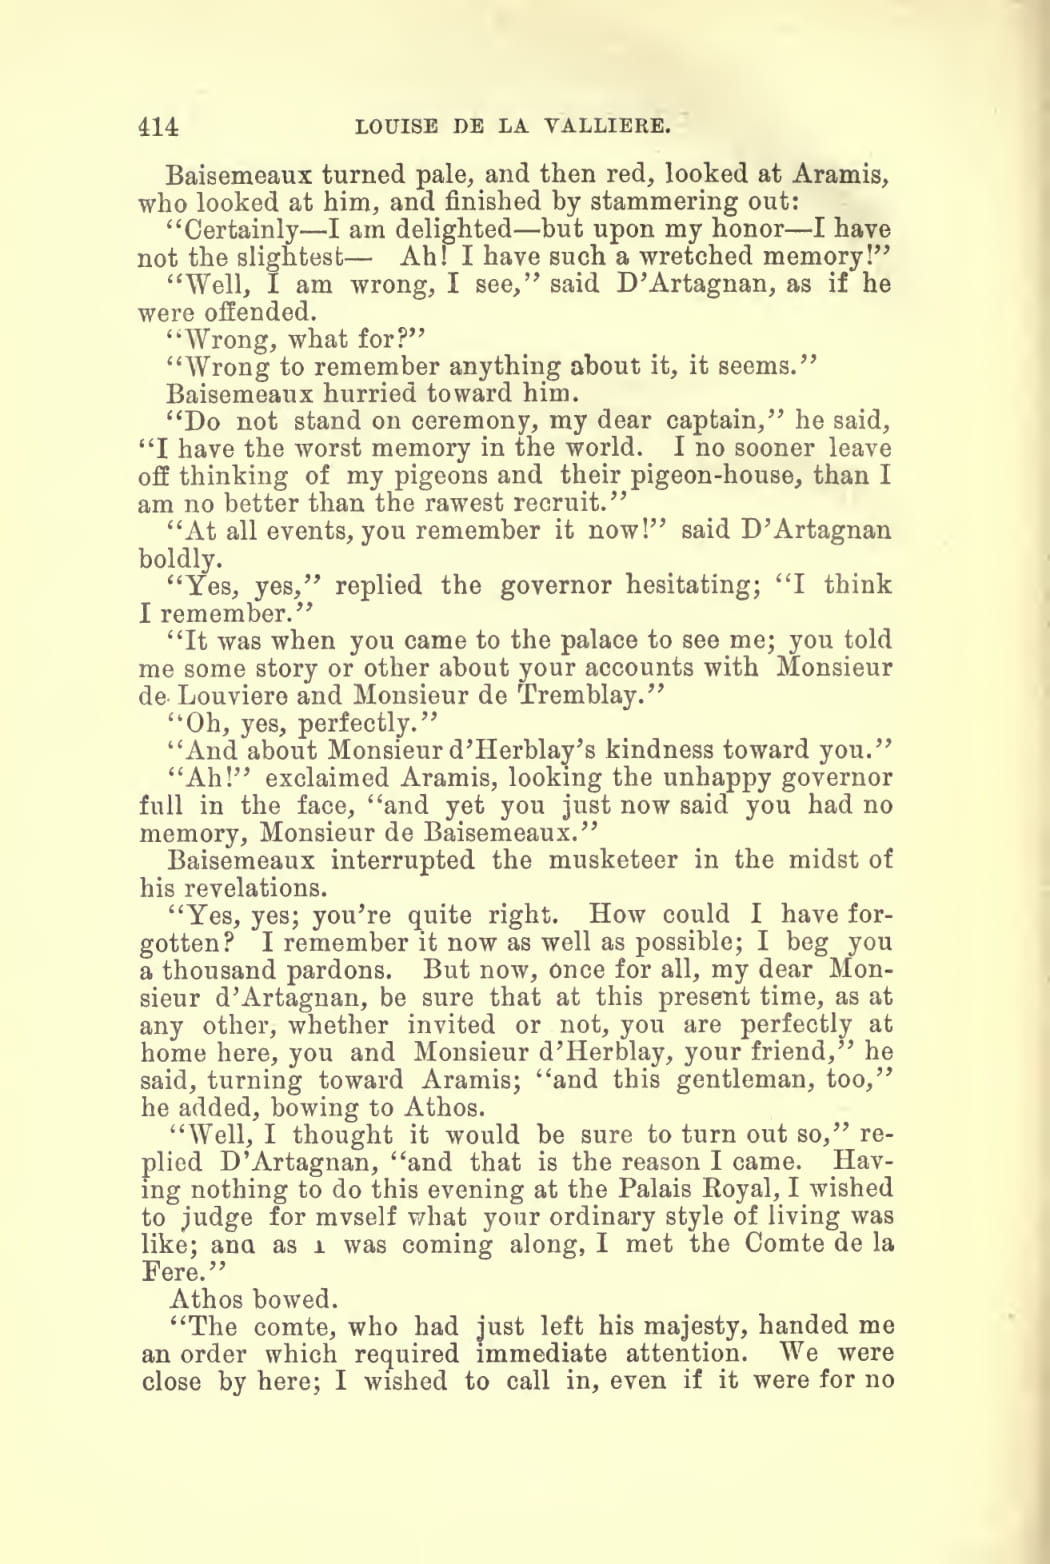 414 LOUISE DE LA VALLIERE.
Baisemeaux turned pale, and then red, looked at Aramis,
who looked at him, and finished by stammering out:
“Certainly—I am delighted—but upon my honor—I have
not the slightest— Ah! I have such a wretched memory!”
“Well, I am wrong, I see,” said D’Artagnan, as if he
were offended.
“Wrong, what for?”
“Wrong to remember anything about it, it seems.”
Baisemeaux hurried toward him.
“Do not stand on ceremony, my dear captain,” he said,
“I have the worst memory in the world. I no sooner leave
off thinking of my pigeons and their pigeon-house, than I
am no better than the rawest recruit.”
“At all events, you remember it now!” said D’Artagnan
boldly.
“Yes, yes,” replied the governor hesitating; “I think
I remember.”
“It was when you came to the palace to see me; you told
me some story or other about your accounts with Monsieur
de Louviere and Monsieur de Tremblay.”
“Oh, yes, perfectly.”
“And about Monsieur d’Herblay’s kindness toward you.”
“Ah!” exclaimed Aramis, looking the unhappy governor
full in the face, “and yet you just now said you had no
memory, Monsieur de Baisemeaux.”
Baisemeaux interrupted the musketeer in the midst of
his revelations.
“Yes, yes; you’re quite right. How could I have for-
gotten? I remember it now as well as possible; I beg you
a thousand pardons. But now, once for all, my dear Mon-
sieur d’Artagnan, be sure that at this present time, as at
any other, whether invited or not, you are perfectly at
home here, you and Monsieur d’Herblay, your friend,” he
said, turning toward Aramis; “and this gentleman, too,”
he added, bowing to Athos.
“Well, I thought it would be sure to turn out so,” re-
plied D’Artagnan, “and that is the reason I came. Hav-
ing nothing to do this evening at the Palais Royal, I wished
to judge for myself what your ordinary style of living was
like; and as I was coming along, I met the Comte de la
Fere.”
Athos bowed.
“The comte, who had just left his majesty, handed me
an order which required immediate attention. We were
close by here; I wished to call in, even if it were for no